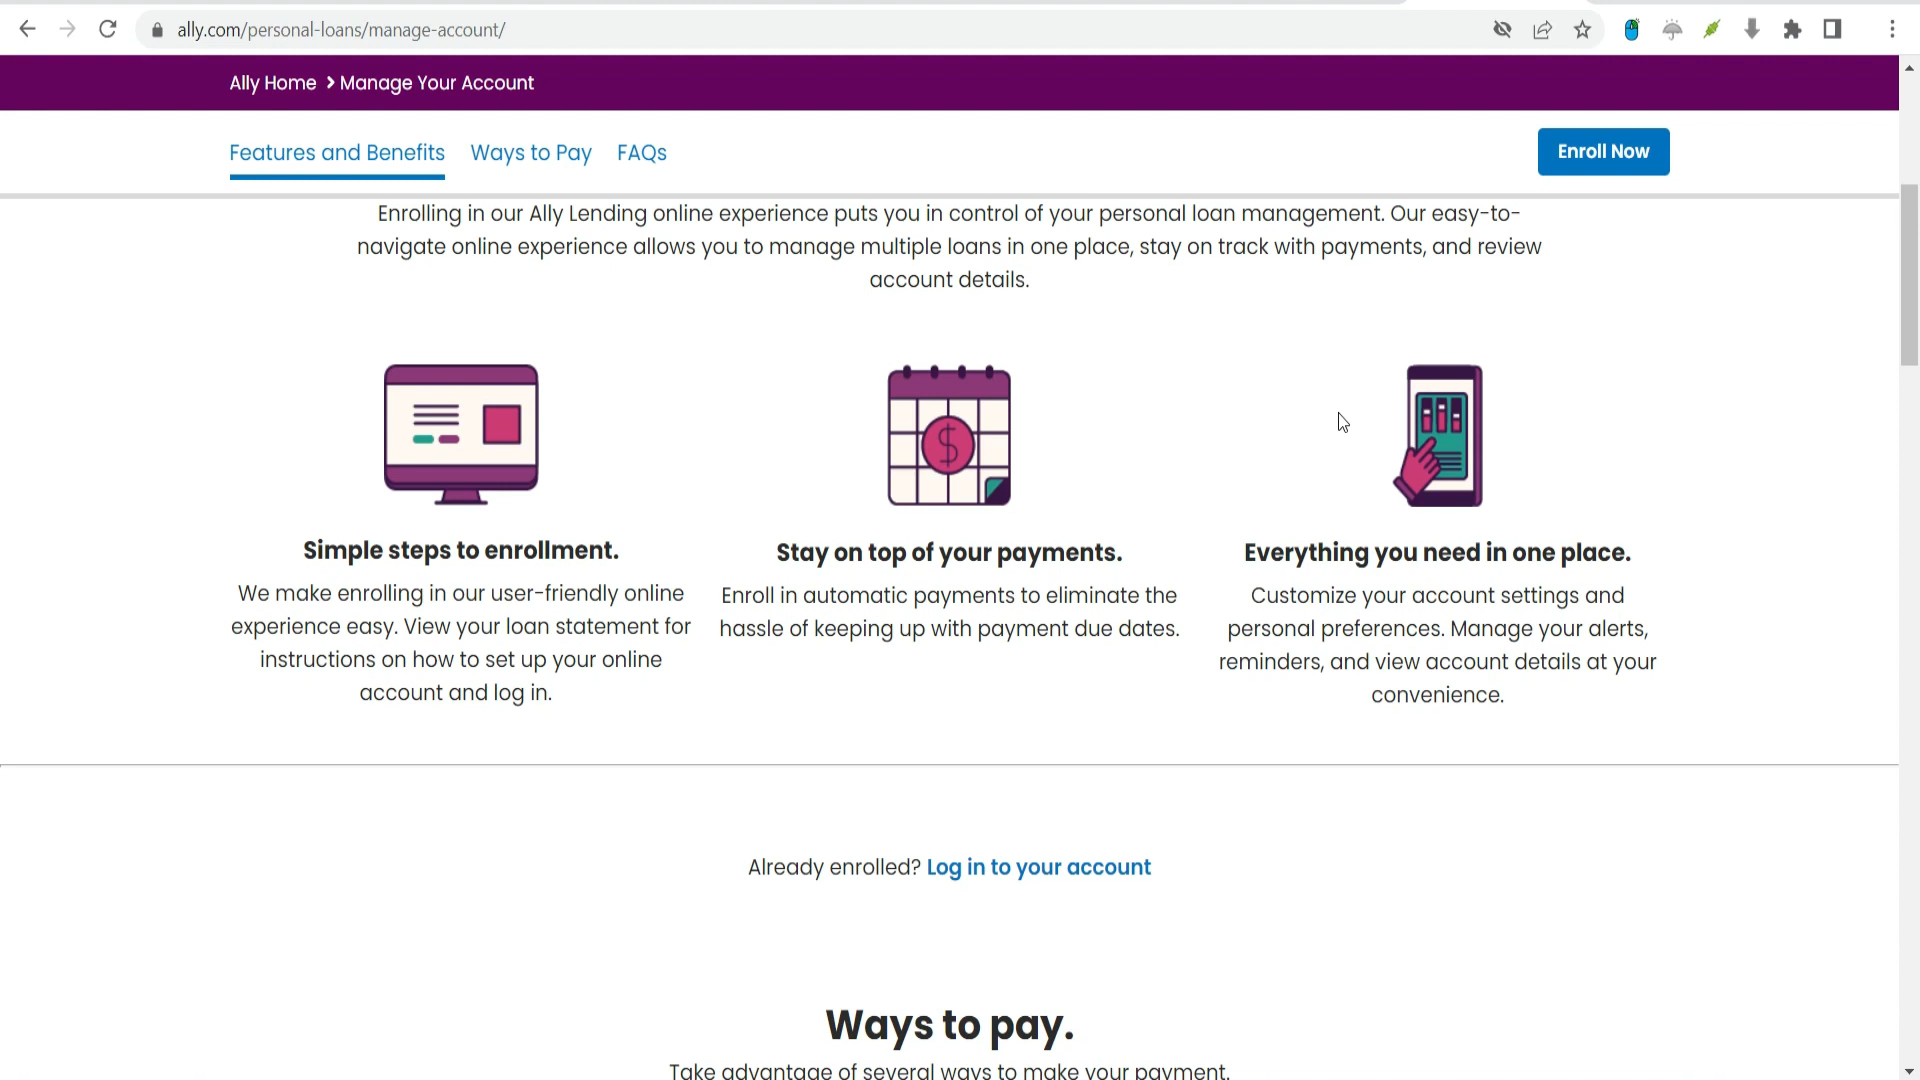 ally.com/personal-loans/manage-account/
Ally Home > Manage Your Account
Features and Benefits Ways to Pay FAQs
Enroll Now
Enrolling in our Ally Lending online experience puts you in control of your personal loan management. Our easy-to-
navigate online experience allows you to manage multiple loans in one place, stay on track with payments, and review
account details.
$
Simple steps to enrollment.
We make enrolling in our user-friendly online
experience easy. View your loan statement for
instructions on how to set up your online
account and log in.
Stay on top of your payments.
Enroll in automatic payments to eliminate the
hassle of keeping up with payment due dates.
Everything you need in one place.
Customize your account settings and
personal preferences. Manage your alerts,
reminders, and view account details at your
convenience.
Already enrolled? Log in to your account
Ways to pay.
Take advantage of several ways to make your payment.